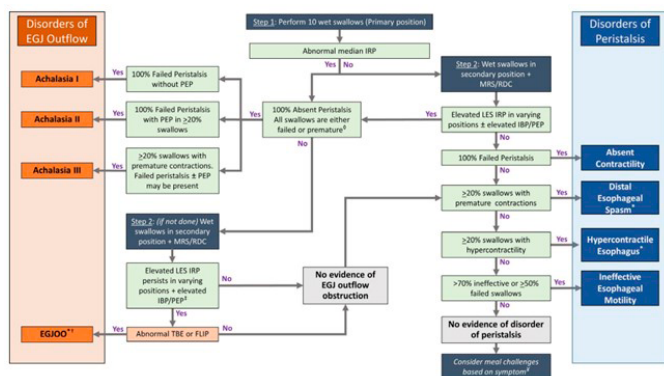 Disorders of
EGJ Outflow
Step 1: Perform 10 wet swallows (Primary position)
Disorders of
Peristalsis
Abnormal median IRP
Yes
No
Step 2: Wet swallows in
secondary position +
MRS/RDC
Achalasia I
Yes
100% Failed Peristalsis
without PEP
Achalasia II
Yes
100% Failed Peristalsis
with PEP in ≥20%
swallows
Yes
100% Absent Peristalsis
All swallows are either
failed or premature
Yes
Elevated LES IRP in varying
positions ± elevated IBP/PEP
No
No
Achalasia III
Yes
≥20% swallows with
premature contractions.
Failed peristalsis ± PEP
may be present
100% Failed Peristalsis
Yes
Absent
Contractility
No
≥20% swallows with
premature contractions
Yes
Distal
Esophageal
Spasm*
No
Step 2: (if not done) Wet
swallows in secondary
position + MRS/RDC
≥20% swallows with
hypercontractility
Yes
Hypercontractile
Esophagus*
No
Elevated LES IRP
persists in varying
positions + elevated
IBP/PEP
No
No evidence of
EGJ outflow
obstruction
>70% ineffective or ≥50%
failed swallows
Yes
Ineffective
Esophageal
Motility
Yes
No
EGJOO
Yes
Abnormal TBE or FLIP
No
No evidence of disorder
of peristalsis
Consider meal challenges
based on symptom